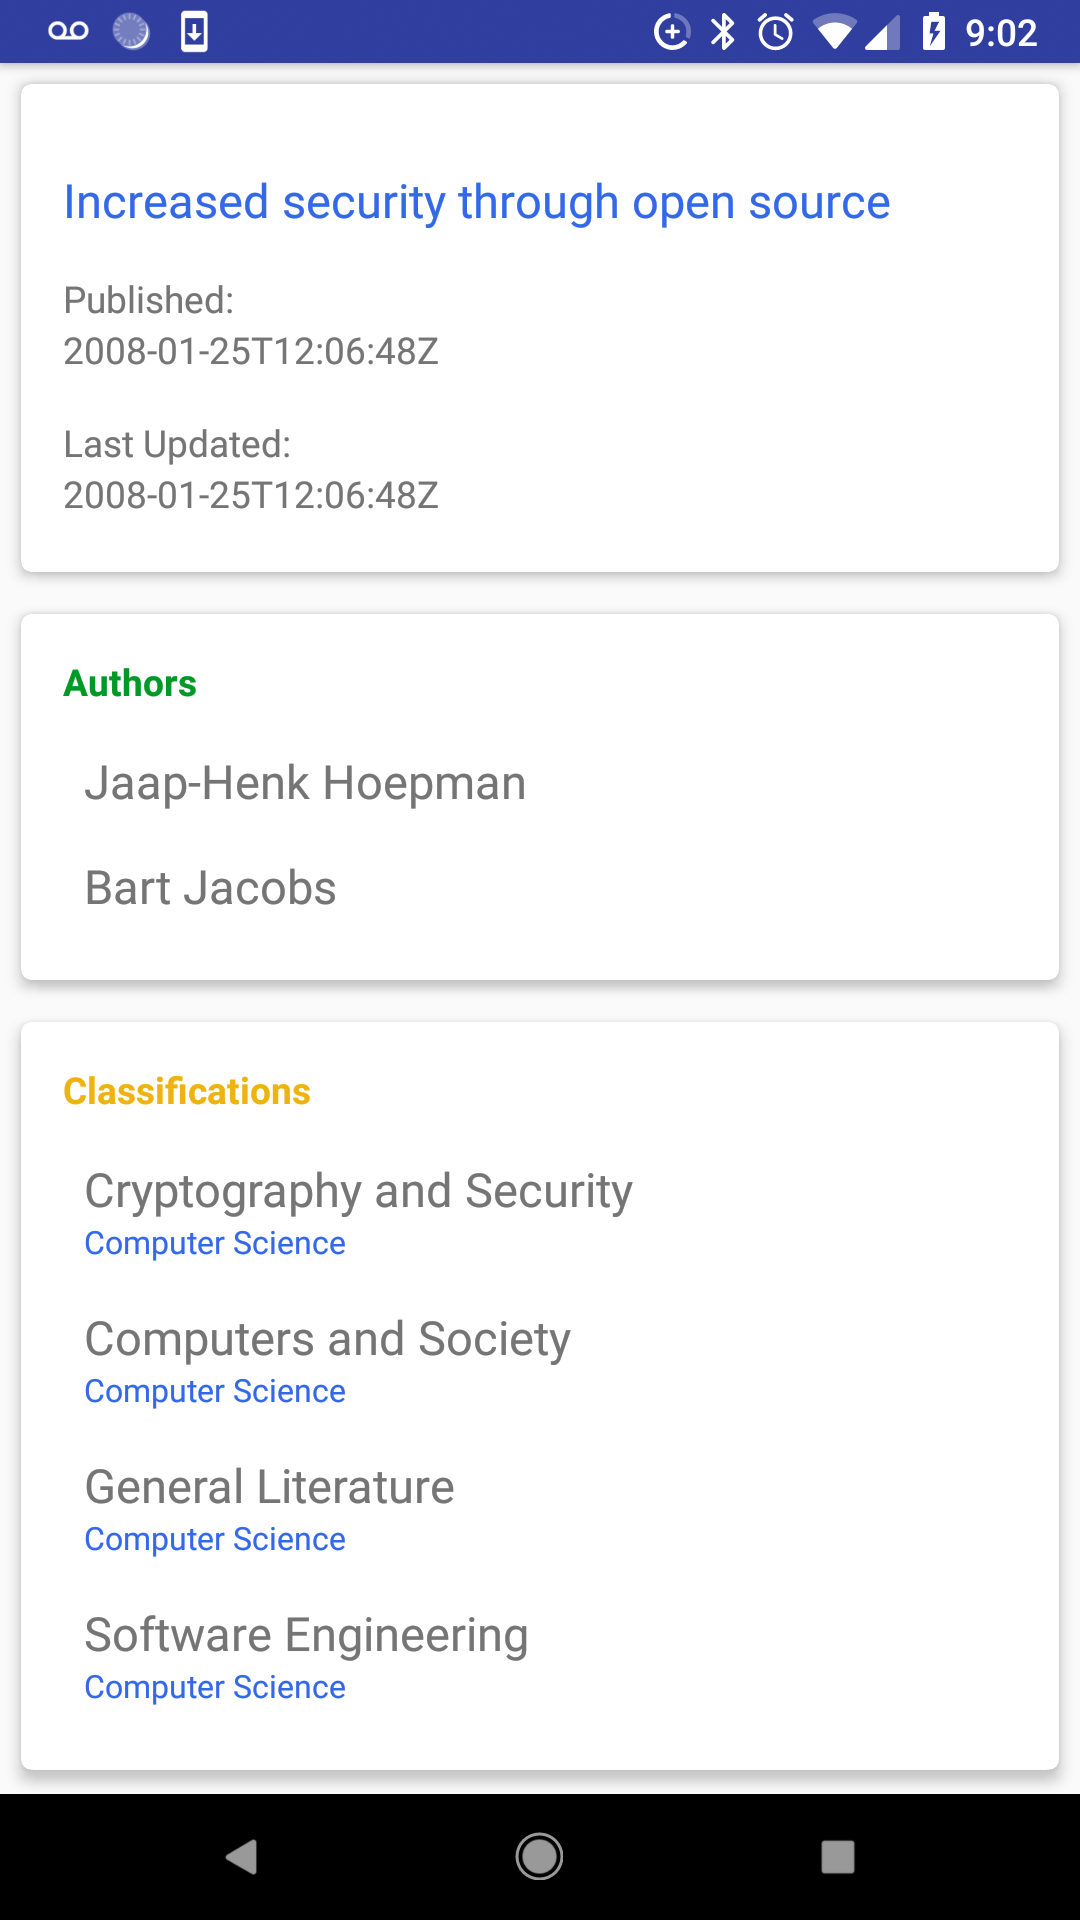 9:02
Increased security through open source
Published:
2008-01-25T12:06:48Z
Last Updated:
2008-01-25T12:06:48Z
Authors
Jaap-Henk Hoepman
Bart Jacobs
Classifications
Cryptography and Security
Computer Science
Computers and Society
Computer Science
General Literature
Computer Science
Software Engineering
Computer Science